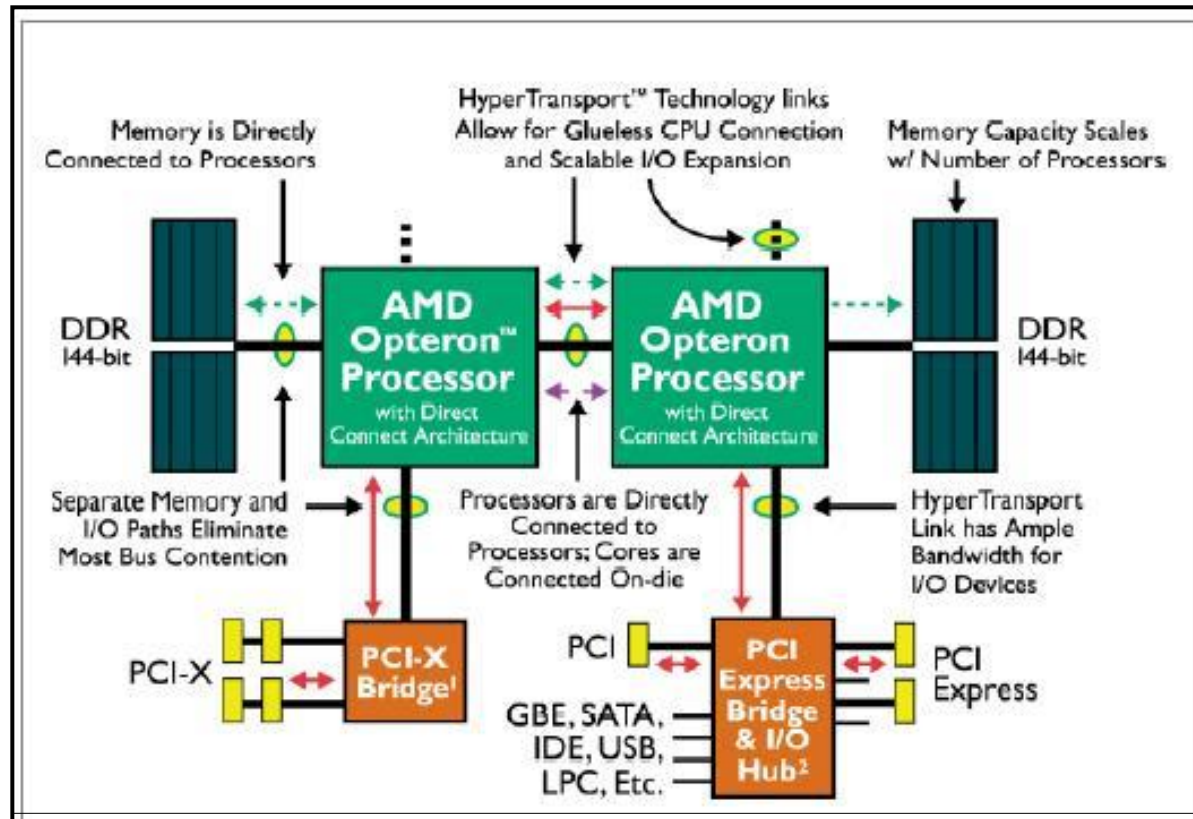 HyperTransport™ Technology links
Allow for Glueless CPU Connection
and Scalable I/O Expansion
Memory is Directly
Connected to Processors
Memory Capacity Scales
w/ Number of Processors
DDR
144-bit
AMD
Opteron™
Processor
with Direct
Connect Architecture
AMD
Opteron
Processor
with Direct
Connect Architecture
DDR
144-bit
Separate Memory and
I/O Paths Eliminate
Most Bus Contention
Processors are Directly
Connected to
Processors; Cores are
Connected On-die
HyperTransport
Link has Ample
Bandwidth for
I/O Devices
PCI-X
PCI-X
Bridge¹
PCI
GBE, SATA,
IDE, USB,
LPC, Etc.
PCI
Express
Bridge
& I/O
Hub²
PCI
Express